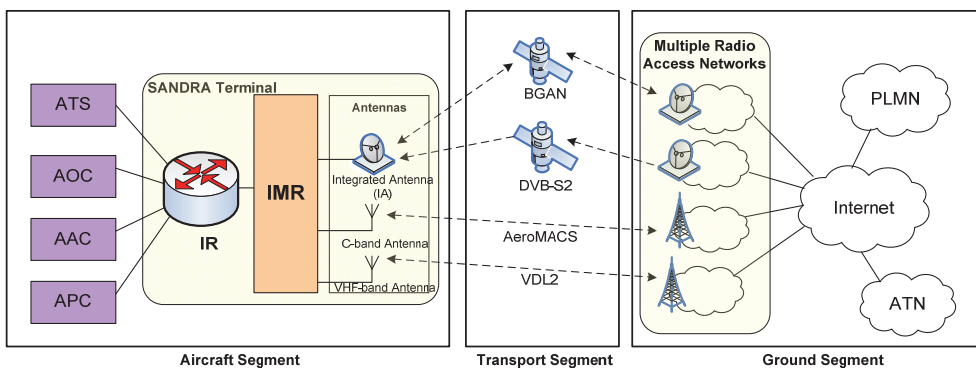 SANDRA Terminal
ATS
AOC
AAC
APC
IR
IMR
Antennas
Integrated Antenna
(IA)
C-band Antenna
VHF-band Antenna
Aircraft Segment
BGAN
DVB-S2
AeroMACS
VDL2
Transport Segment
Multiple Radio
Access Networks
PLMN
Internet
ATN
Ground Segment